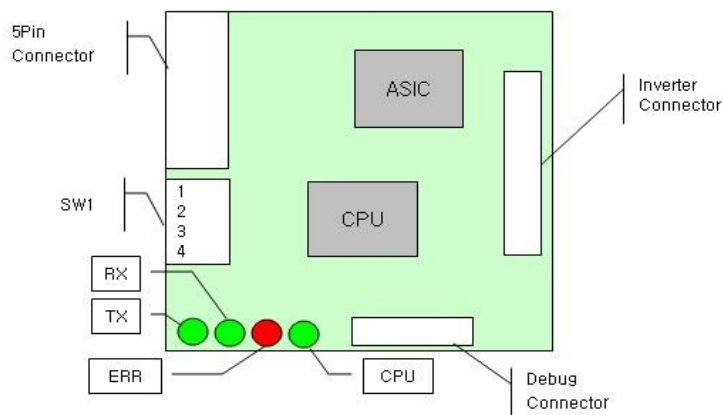 5Pin
Connector
ASIC
Inverter
Connector
SW1
1
2
3
4
CPU
RX
TX
ERR
CPU
Debug
Connector